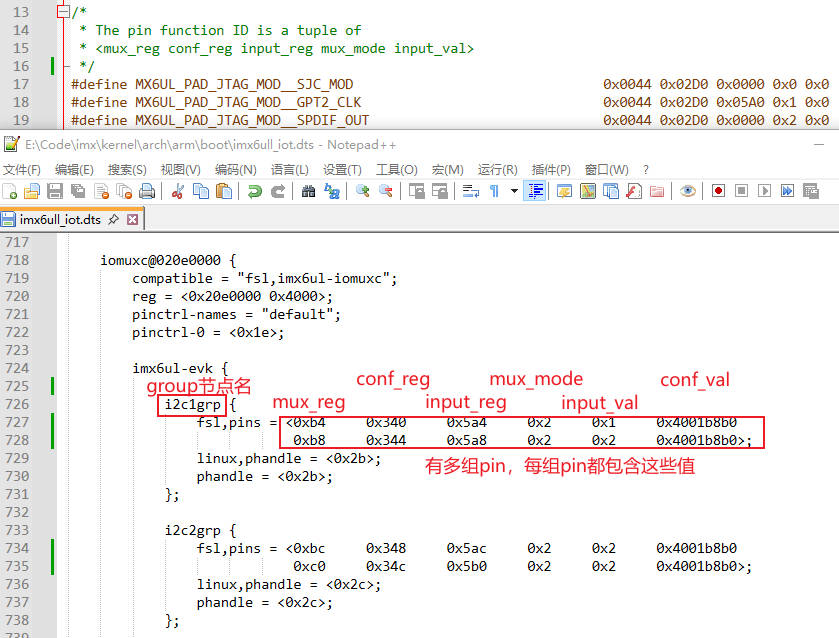 13 /*
14 * The pin function ID is a tuple of
15 * <mux_reg conf_reg input_reg mux_mode input_val>
16 */
17 #define MX6UL_PAD_JTAG_MOD__SJC_MOD 0x0044 0x02D0 0x0000 0x0 0x0
18 #define MX6UL_PAD_JTAG_MOD__GPT2_CLK 0x0044 0x02D0 0x05A0 0x1 0x0
19 #define MX6UL_PAD_JTAG_MOD__SPDIF_OUT 0x0044 0x02D0 0x0000 0x2 0x0
E:\Code\imx\kernel\arch\arm\boot\imx6ull_iot.dts - Notepad++
文件(F) 编辑(E) 搜索(S) 视图(V) 编码(N) 语言(L) 设置(T) 工具(O) 宏(M) 运行(R) 插件(P) 窗口(W) ?
imx6ull_iot.dts
717
718 iomuxc@020e0000 {
719 compatible = "fsl,imx6ul-iomuxc";
720 reg = <0x20e0000 0x4000>;
721 pinctrl-names = "default";
722 pinctrl-0 = <0x1e>;
723
724 imx6ul-evk {
725 group节点名 conf_reg mux_mode conf_val
726 i2c1grp { mux_reg input_reg input_val
727 fsl,pins = <0xb4 0x340 0x5a4 0x2 0x1 0x4001b8b0
728 0xb8 0x344 0x5a8 0x2 0x2 0x4001b8b0>;
729 linux,phandle = <0x2b>; 有多组pin，每组pin都包含这些值
730 phandle = <0x2b>;
731 };
732
733 i2c2grp {
734 fsl,pins = <0xbc 0x348 0x5ac 0x2 0x2 0x4001b8b0
735 0xc0 0x34c 0x5b0 0x2 0x2 0x4001b8b0>;
736 linux,phandle = <0x2c>;
737 phandle = <0x2c>;
738 };